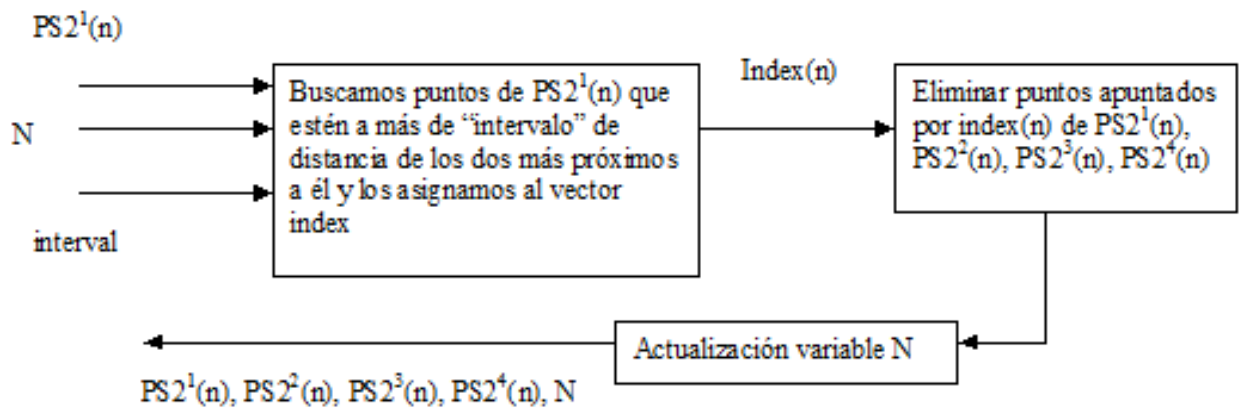 PS2¹(n)
N
interval
Buscamos puntos de PS2¹(n) que
estén a más de “intervalo” de
distancia de los dos más próximos
a él y los asignamos al vector
index
Index(n)
Eliminar puntos apuntados
por index(n) de PS2¹(n),
PS2²(n), PS2³(n), PS2⁴(n)
Actualización variable N
PS2¹(n), PS2²(n), PS2³(n), PS2⁴(n), N